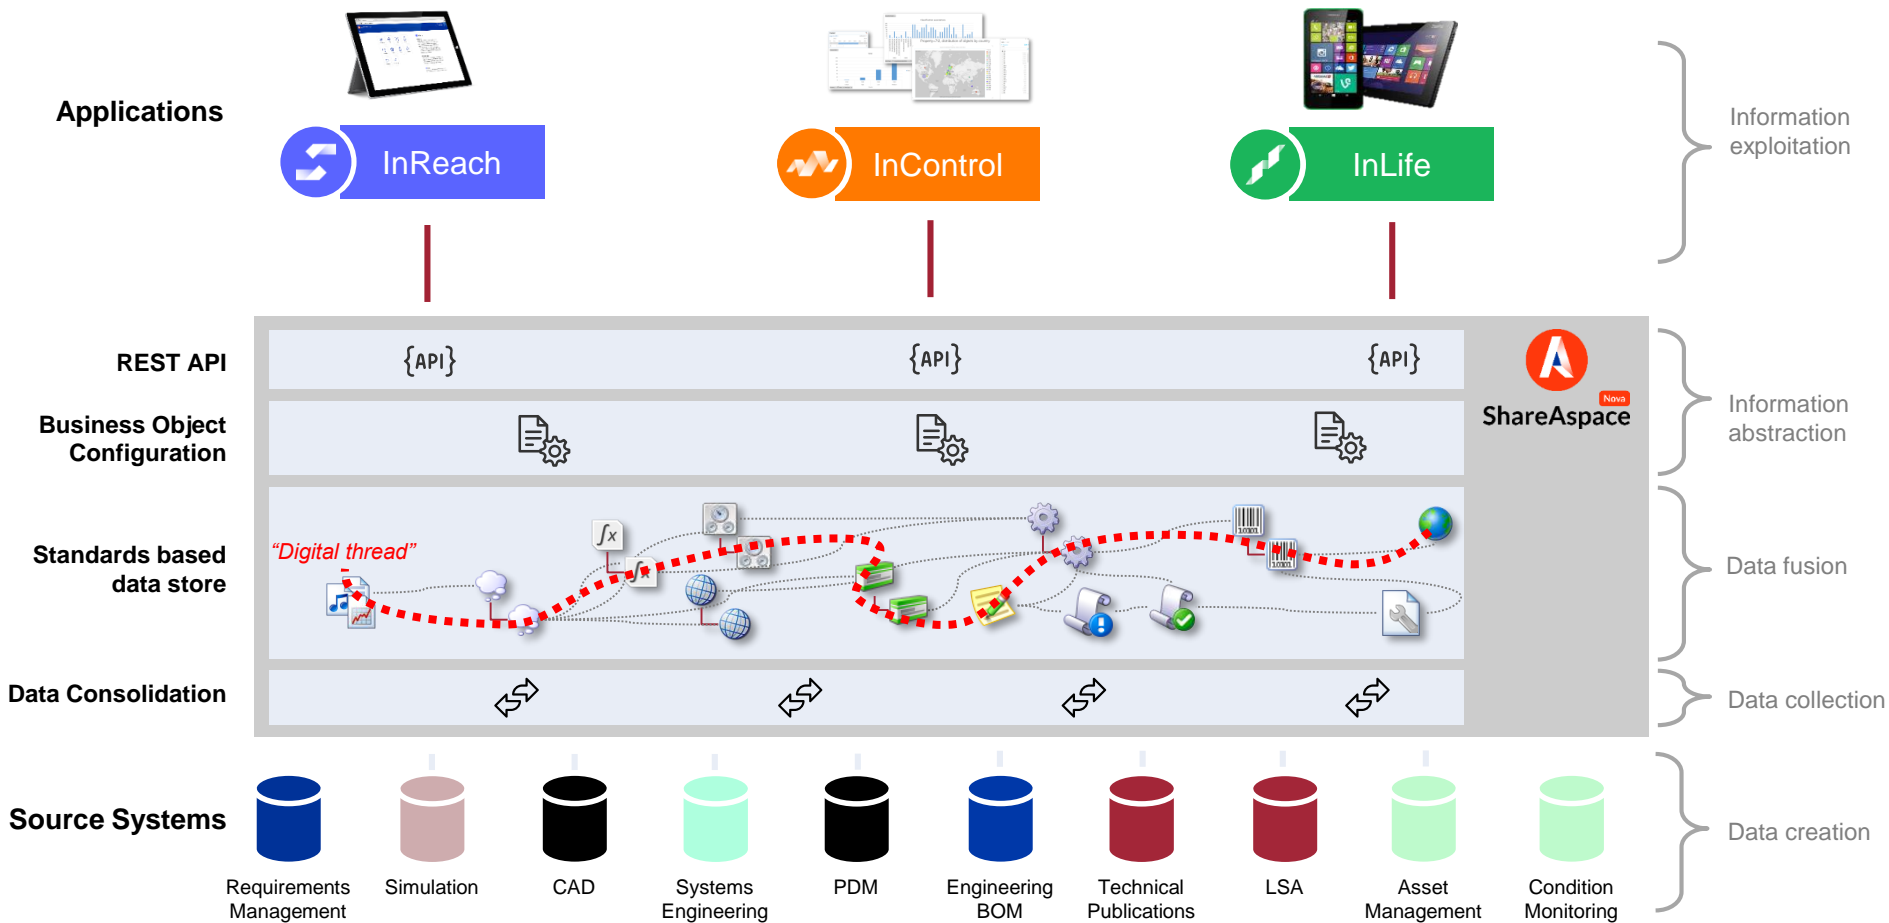 Applications
InReach
InControl
InLife
Information
exploitation
REST API
{API}
{API}
{API}
Business Object
Configuration
Nova
ShareAspace
Information
abstraction
Standards based
data store
“Digital thread”
Data fusion
Data Consolidation
Data collection
Source Systems
Data creation
Requirements
Management
Simulation
CAD
Systems
Engineering
PDM
Engineering
BOM
Technical
Publications
LSA
Asset
Management
Condition
Monitoring